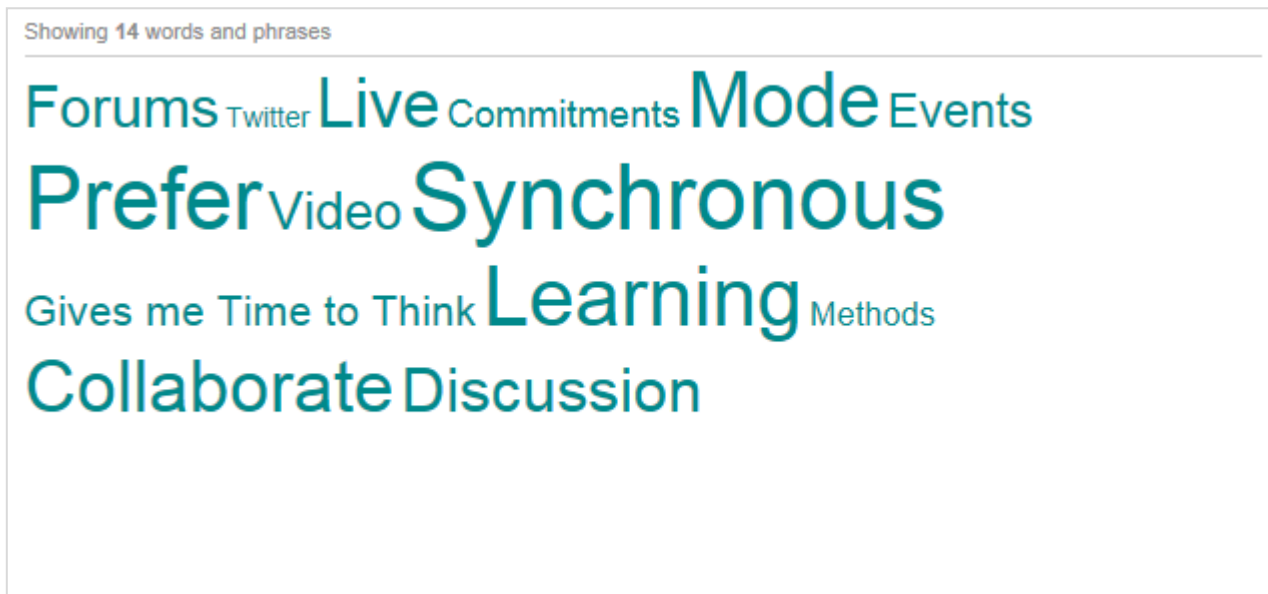 Showing 14 words and phrases
Forums Twitter Live Commitments Mode Events
Prefer Video Synchronous
Gives me Time to Think Learning Methods
Collaborate Discussion